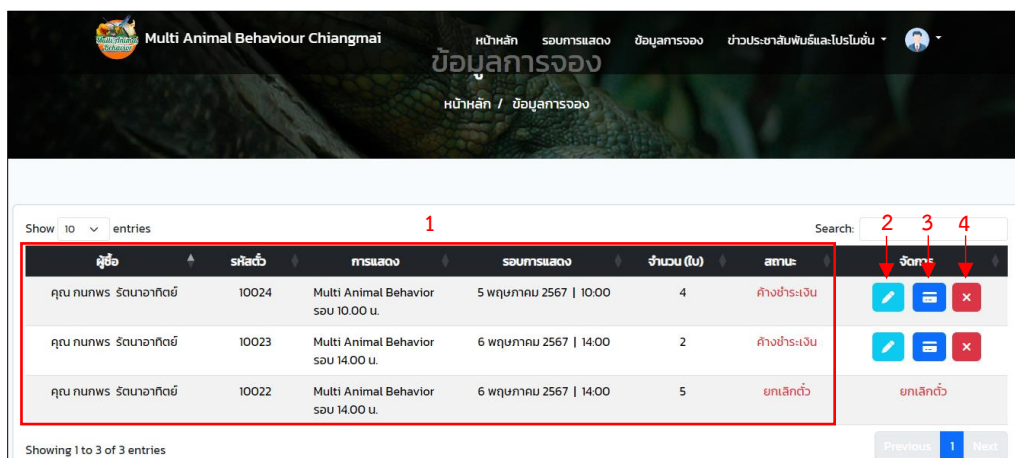 Multi Animal Behaviour Chiangmai
หน้าหลัก รอบการแสดง ข้อมูลการจอง ข่าวประชาสัมพันธ์และโปรโมชั่น
ข้อมูลการจอง
หน้าหลัก / ข้อมูลการจอง
Show 10 entries 1 Search: 2 3 4
ผู้ซื้อ รหัสตั๋ว การแสดง รอบการแสดง จำนวน (ใบ) สถานะ จัดการ
คุณ กนกพร รัตนาอาทิตย์ 10024 Multi Animal Behavior 5 พฤษภาคม 2567 | 10:00 4 ค้างชำระเงิน
รอบ 10.00 น.
คุณ กนกพร รัตนาอาทิตย์ 10023 Multi Animal Behavior 6 พฤษภาคม 2567 | 14:00 2 ค้างชำระเงิน
รอบ 14.00 น.
คุณ กนกพร รัตนาอาทิตย์ 10022 Multi Animal Behavior 6 พฤษภาคม 2567 | 14:00 5 ยกเลิกตั๋ว ยกเลิกตั๋ว
รอบ 14.00 น.
Showing 1 to 3 of 3 entries Previous 1 Next